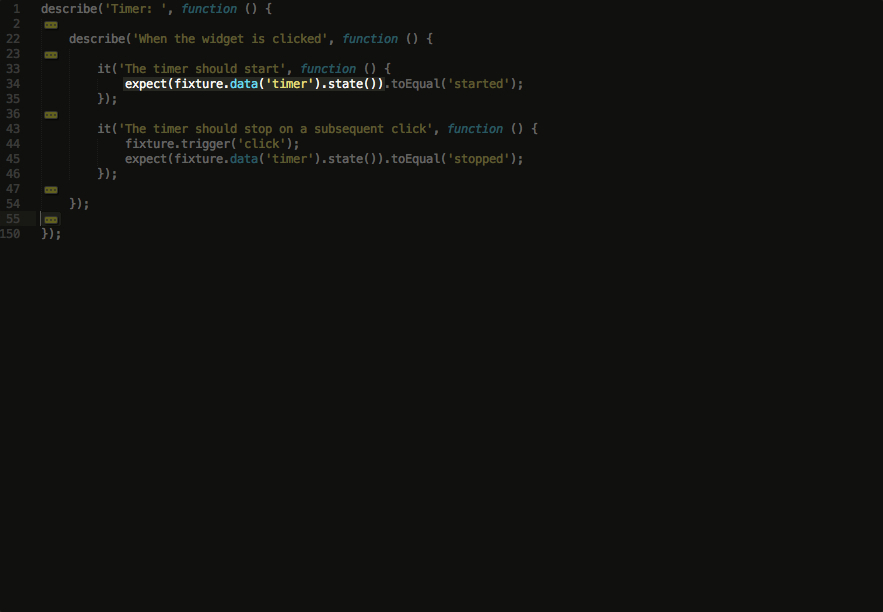 1 describe('Timer: ', function () {
2 ...
22 describe('When the widget is clicked', function () {
23 ...
33 it('The timer should start', function () {
34 expect(fixture.data('timer').state()).toEqual('started');
35 });
36 ...
43 it('The timer should stop on a subsequent click', function () {
44 fixture.trigger('click');
45 expect(fixture.data('timer').state()).toEqual('stopped');
46 });
47 ...
54 });
55 ...
150 });